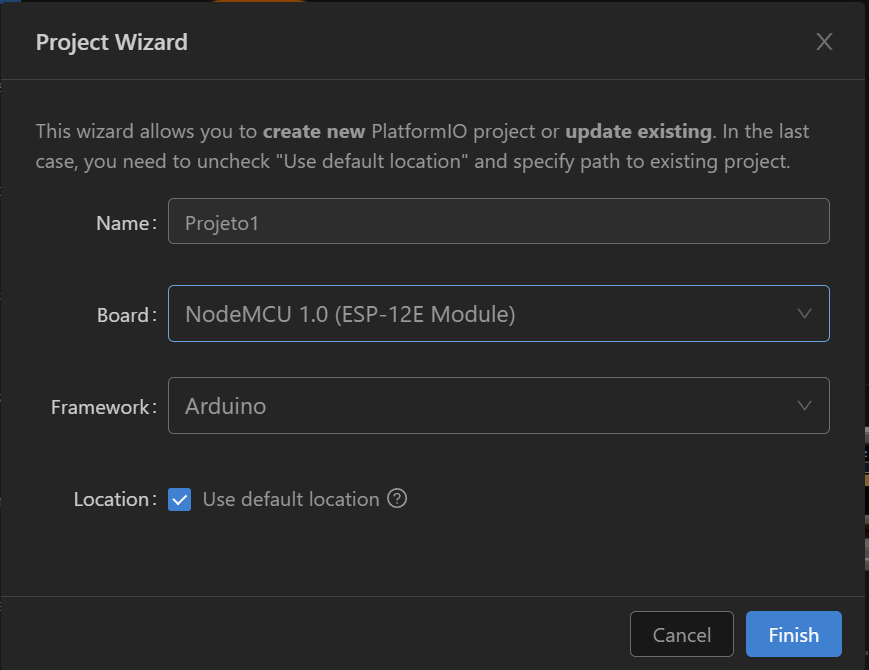 Project Wizard
This wizard allows you to create new PlatformIO project or update existing. In the last
case, you need to uncheck "Use default location" and specify path to existing project.
Name: Projeto1
Board: NodeMCU 1.0 (ESP-12E Module)
Framework: Arduino
Location: Use default location ?
Cancel Finish